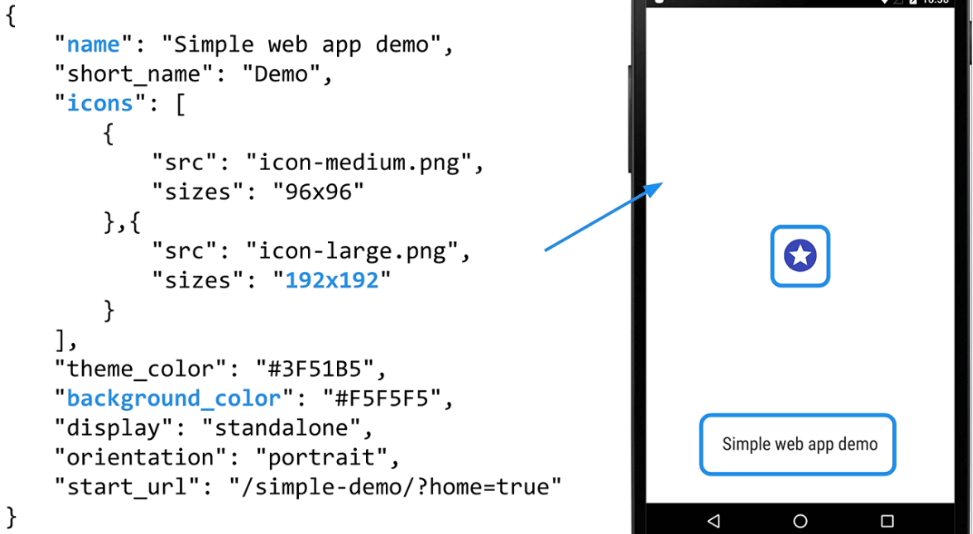 {
"name": "Simple web app demo",
"short_name": "Demo",
"icons": [
{
"src": "icon-medium.png",
"sizes": "96x96"
},{
"src": "icon-large.png",
"sizes": "192x192"
}
],
"theme_color": "#3F51B5",
"background_color": "#F5F5F5",
"display": "standalone",
"orientation": "portrait",
"start_url": "/simple-demo/?home=true"
}
Simple web app demo